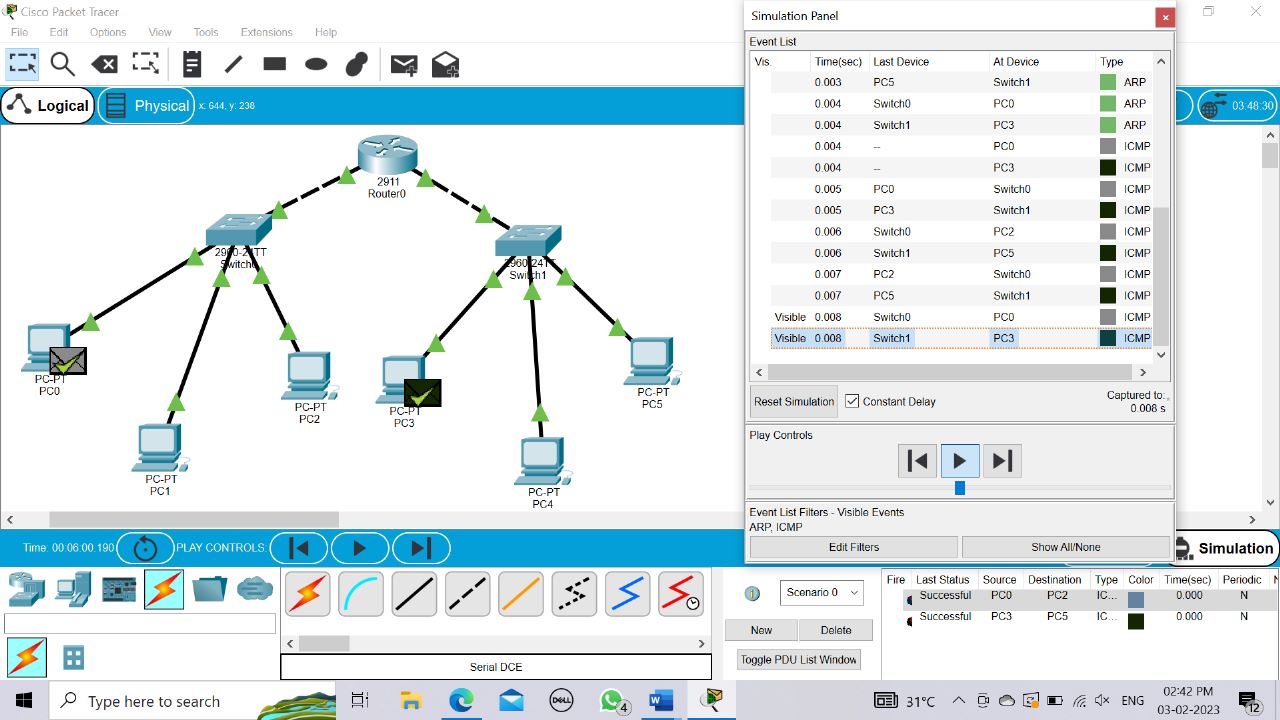 Cisco Packet Tracer
File Edit Options View Tools Extensions Help
Logical Physical x: 644, y: 238
03:48:30
2911
Router0
2960-24TT
Switch0
2960-24TT
Switch1
PC-PT
PC0
PC-PT
PC1
PC-PT
PC2
PC-PT
PC3
PC-PT
PC4
PC-PT
PC5
Simulation Panel
Event List
Vis. Time(sec) Last Device At Device Type
0.003 PC5 Switch1 ARP
0.004 Switch0 PC0 ARP
0.004 Switch1 PC3 ARP
0.004 -- PC0 ICMP
0.004 -- PC3 ICMP
0.005 PC0 Switch0 ICMP
0.005 PC3 Switch1 ICMP
0.006 Switch0 PC2 ICMP
0.006 Switch1 PC5 ICMP
0.007 PC2 Switch0 ICMP
0.007 PC5 Switch1 ICMP
Visible 0.008 Switch0 PC0 ICMP
Visible 0.008 Switch1 PC3 ICMP
Reset Simulation Constant Delay Captured to:
0.008 s
Play Controls
Event List Filters - Visible Events
ARP, ICMP
Edit Filters Show All/None
Time: 00:06:00.190 PLAY CONTROLS: Simulation
Scenario 0
New Delete
Toggle PDU List Window
Fire Last Status Source Destination Type Color Time(sec) Periodic N
Successful PC0 PC2 IC... 0.000 N
Successful PC3 PC5 IC... 0.000 N
Serial DCE
Type here to search
DELL
4
31°C
ENG
02:42 PM
03-02-2023
12